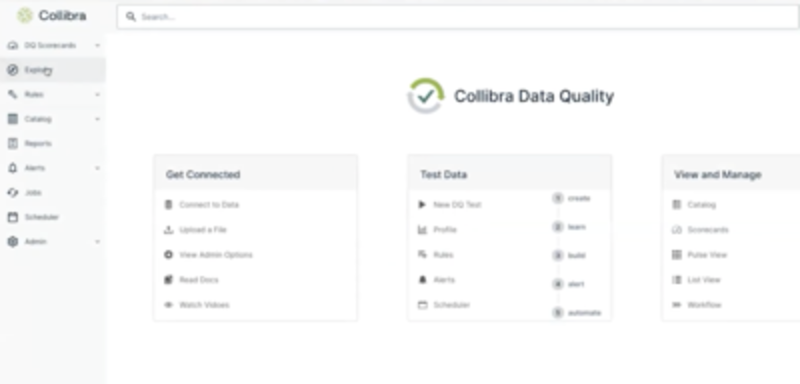 Collibra
Search...
DQ Scorecards
Explorer
Rules
Catalog
Reports
Alerts
Jobs
Scheduler
Admin
Collibra Data Quality
Get Connected
Connect to Data
Upload a File
View Admin Options
Read Docs
Watch Videos
Test Data
New DQ Test
Profile
Rules
Alerts
Scheduler
1 create
2 learn
3 build
4 alert
5 automate
View and Manage
Catalog
Scorecards
Pulse View
List View
Workflow